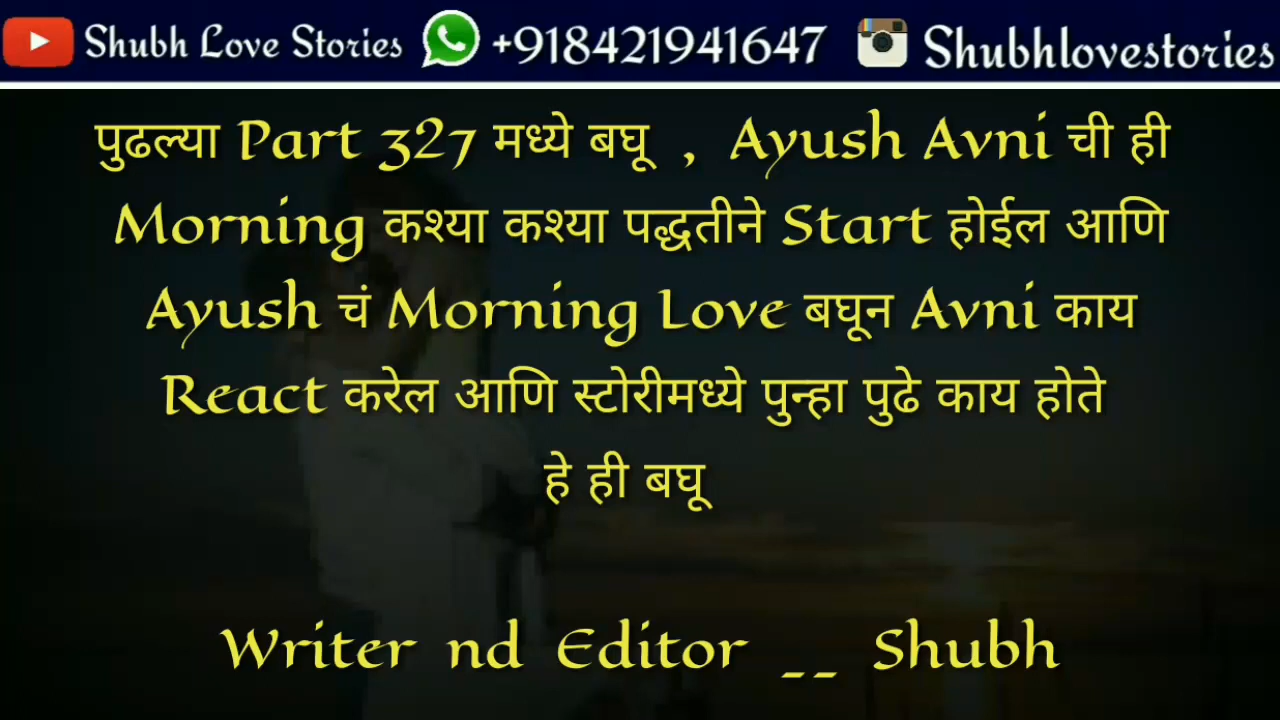 Shubh Love Stories +918421941647 Shubhlovestories
पुढल्या Part 327 मध्ये बघू , Ayush Avni ची ही
Morning कश्या कश्या पद्धतीने Start होईल आणि
Ayush चं Morning Love बघून Avni काय
React करेल आणि स्टोरीमध्ये पुन्हा पुढे काय होते
हे ही बघू
Writer nd Editor __ Shubh